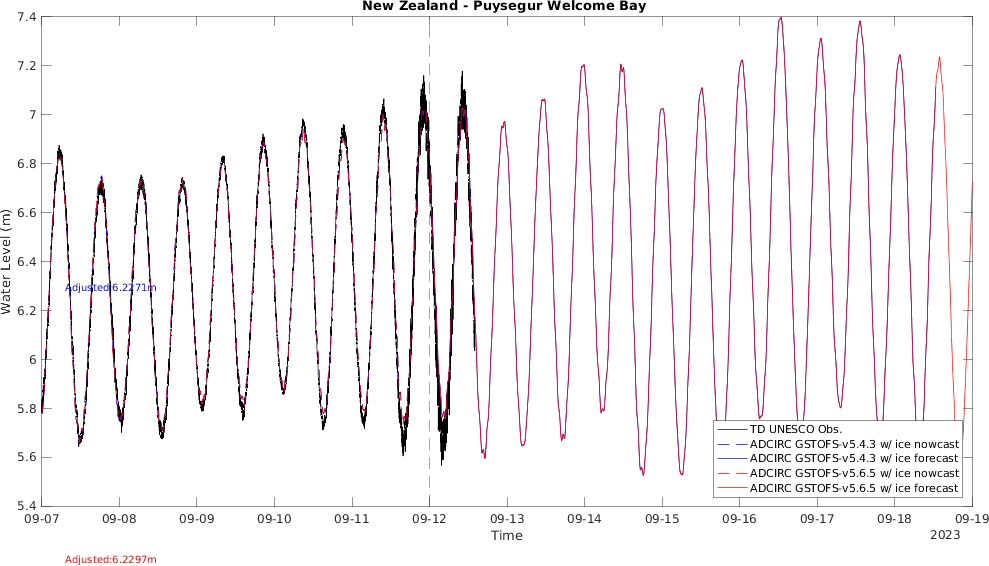 New Zealand - Puysegur Welcome Bay
7.4
7.2
7
6.8
6.6
6.4
6.2
6
5.8
5.6
5.4
Water Level (m)
Adjusted:6.2271m
TD UNESCO Obs.
ADCIRC GSTOFS-v5.4.3 w/ ice nowcast
ADCIRC GSTOFS-v5.4.3 w/ ice forecast
ADCIRC GSTOFS-v5.6.5 w/ ice nowcast
ADCIRC GSTOFS-v5.6.5 w/ ice forecast
09-07 09-08 09-09 09-10 09-11 09-12 09-13 09-14 09-15 09-16 09-17 09-18 09-19
2023
Time
Adjusted:6.2297m